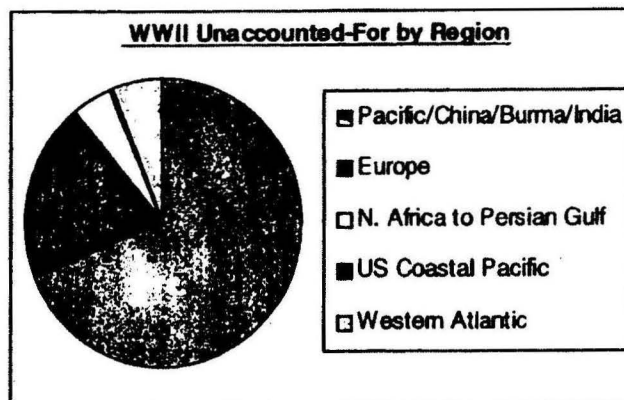 WWII Unaccounted-For by Region
Pacific/China/Burma/India
Europe
N. Africa to Persian Gulf
US Coastal Pacific
Western Atlantic